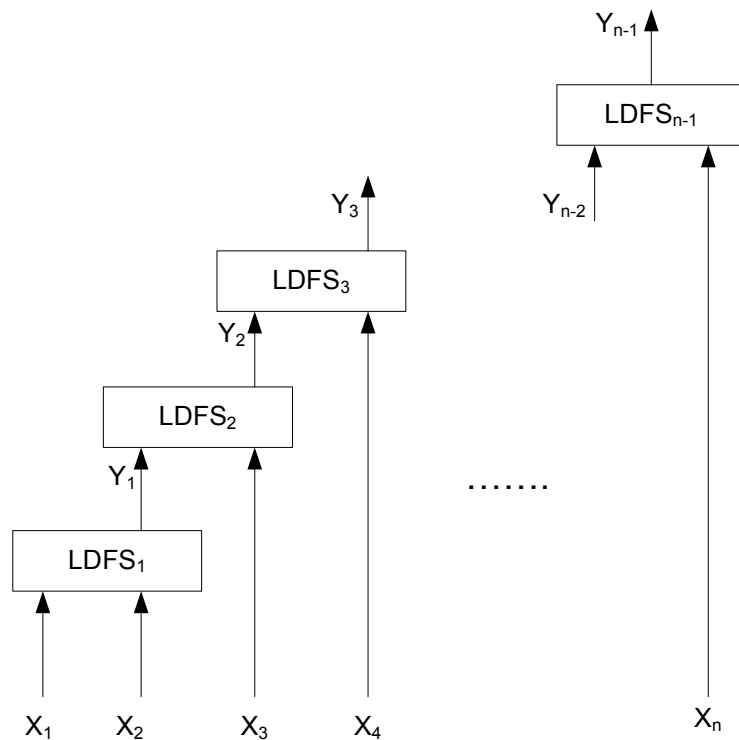 Yₙ₋₁
LDFSₙ₋₁
Yₙ₋₂
Y₃
LDFS₃
Y₂
LDFS₂
Y₁
LDFS₁
.......
X₁ X₂ X₃ X₄ Xₙ